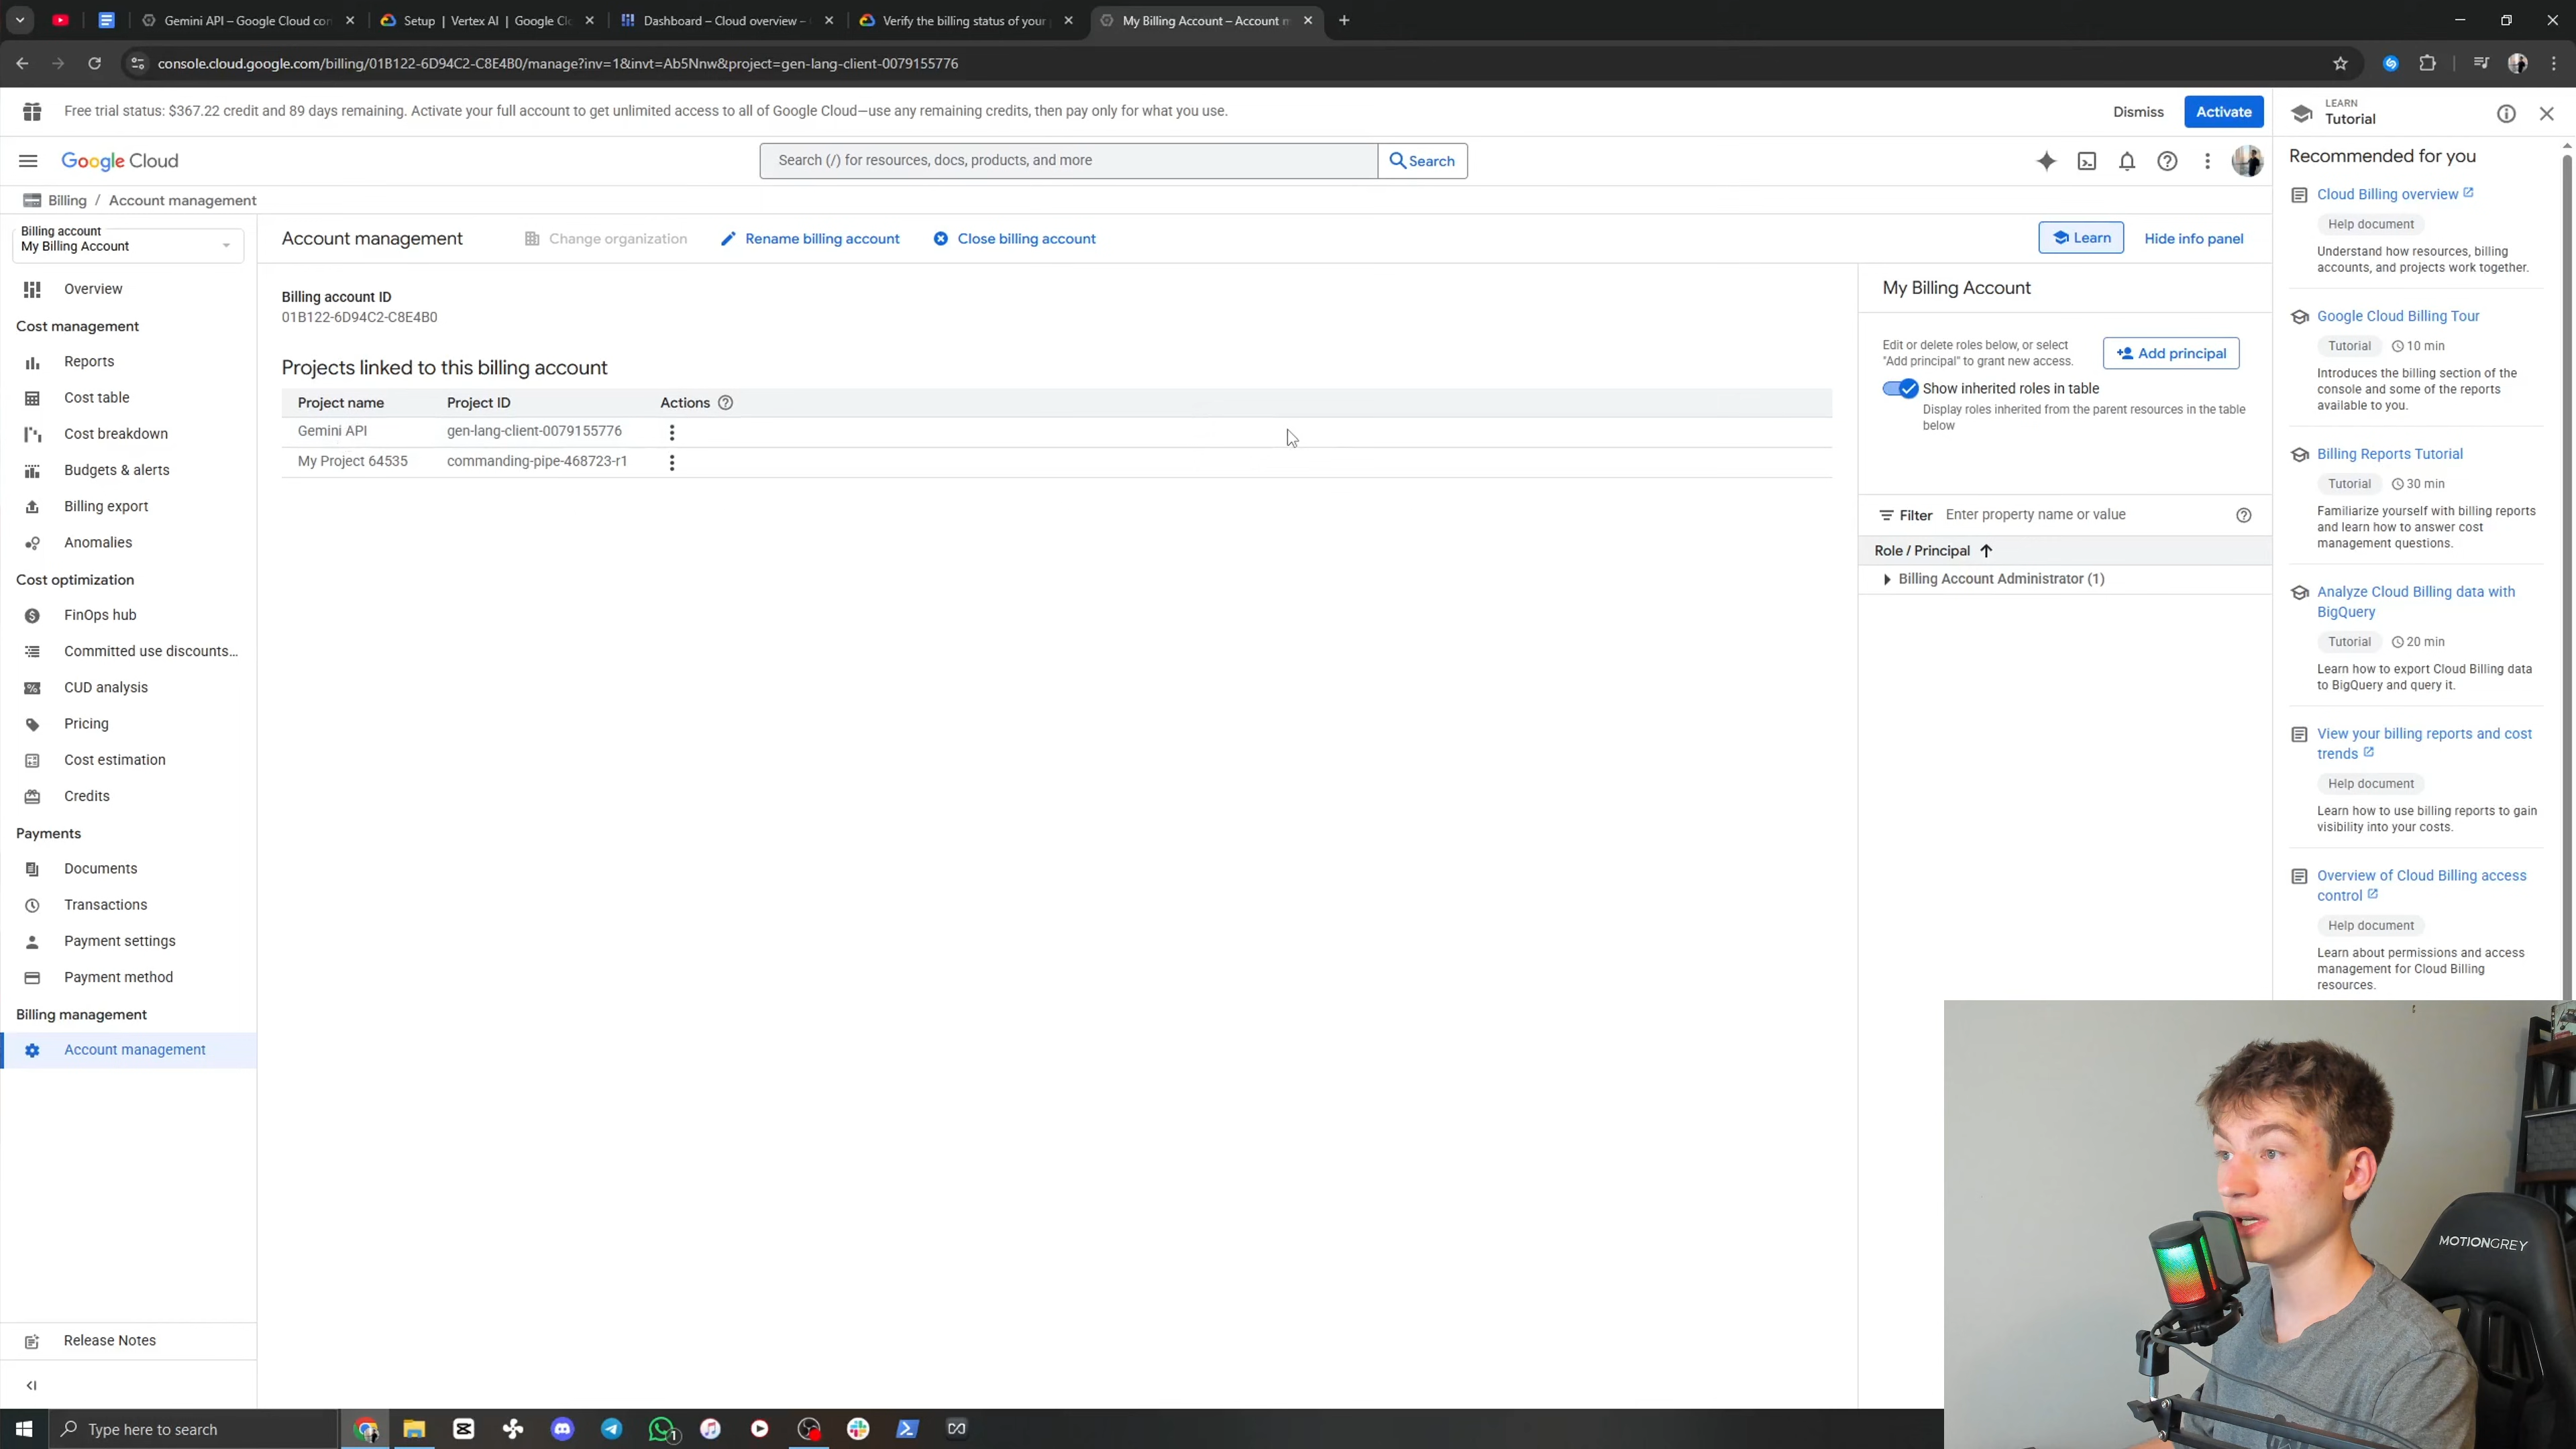 Gemini API – Google Cloud con
Setup | Vertex AI | Google Clo
Dashboard – Cloud overview –
Verify the billing status of your
My Billing Account – Account m
console.cloud.google.com/billing/01B122-6D94C2-C8E4B0/manage?inv=1&invt=Ab5Nnw&project=gen-lang-client-0079155776
Free trial status: $367.22 credit and 89 days remaining. Activate your full account to get unlimited access to all of Google Cloud—use any remaining credits, then pay only for what you use.
Dismiss
Activate
Google Cloud
Search (/) for resources, docs, products, and more
Search
Billing / Account management
Billing account
My Billing Account
Overview
Cost management
Reports
Cost table
Cost breakdown
Budgets & alerts
Billing export
Anomalies
Cost optimization
FinOps hub
Committed use discounts...
CUD analysis
Pricing
Cost estimation
Credits
Payments
Documents
Transactions
Payment settings
Payment method
Billing management
Account management
Release Notes
Account management
Change organization
Rename billing account
Close billing account
Learn
Hide info panel
Billing account ID
01B122-6D94C2-C8E4B0
Projects linked to this billing account
Project name Project ID Actions
Gemini API gen-lang-client-0079155776
My Project 64535 commanding-pipe-468723-r1
My Billing Account
Edit or delete roles below, or select
"Add principal" to grant new access.
Add principal
Show inherited roles in table
Display roles inherited from the parent resources in the table
below
Filter Enter property name or value
Role / Principal
Billing Account Administrator (1)
LEARN
Tutorial
Recommended for you
Cloud Billing overview
Help document
Understand how resources, billing
accounts, and projects work together.
Google Cloud Billing Tour
Tutorial 10 min
Introduces the billing section of the
console and some of the reports
available to you.
Billing Reports Tutorial
Tutorial 30 min
Familiarize yourself with billing reports
and learn how to answer cost
management questions.
Analyze Cloud Billing data with
BigQuery
Tutorial 20 min
Learn how to export Cloud Billing data
to BigQuery and query it.
View your billing reports and cost
trends
Help document
Learn how to use billing reports to gain
visibility into your costs.
Overview of Cloud Billing access
control
Help document
Learn about permissions and access
management for Cloud Billing
resources.
MOTIONGREY
Type here to search
1